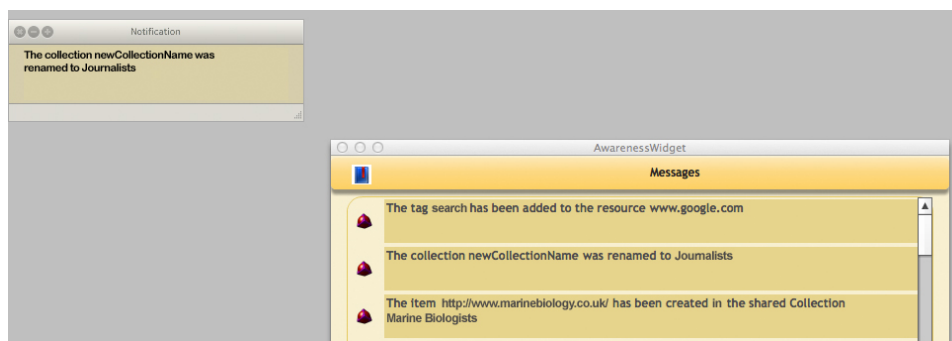 Notification
The collection newCollectionName was
renamed to Journalists
AwarenessWidget
Messages
The tag search has been added to the resource www.google.com
The collection newCollectionName was renamed to Journalists
The item http://www.marinebiology.co.uk/ has been created in the shared Collection
Marine Biologists